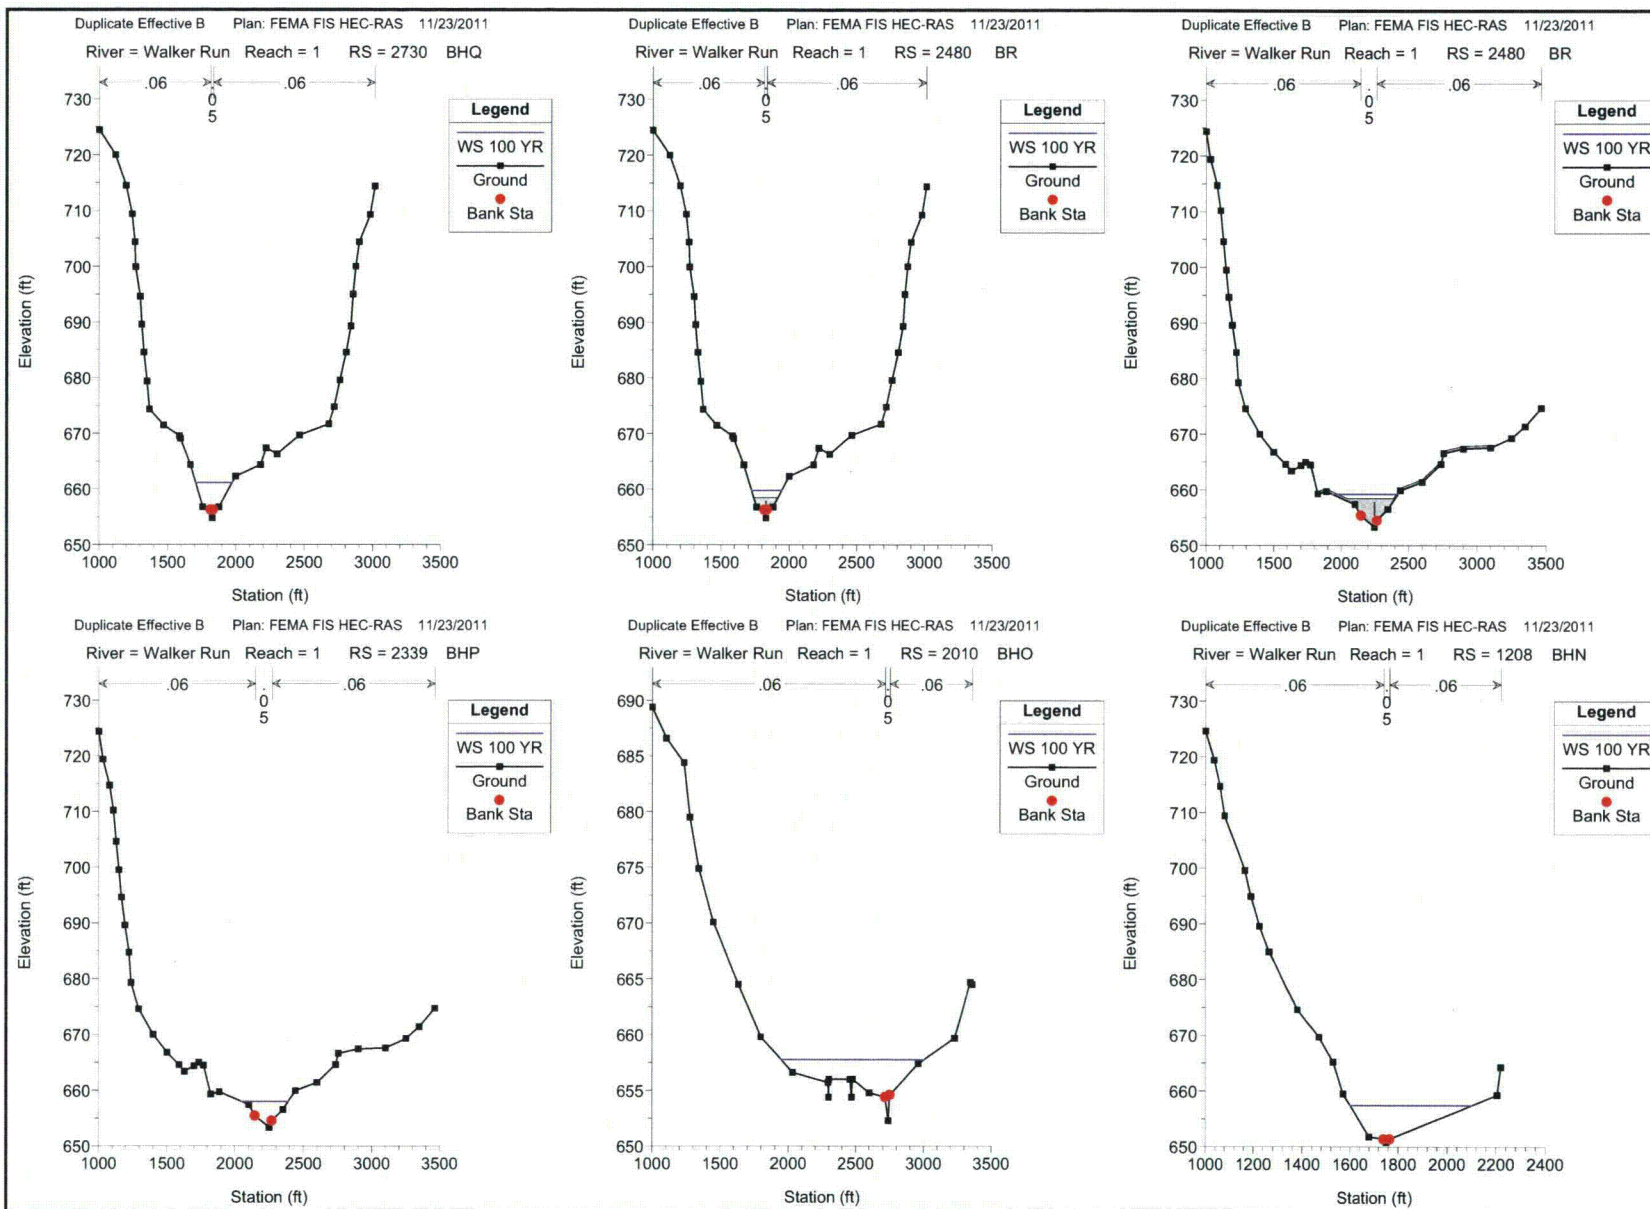 Duplicate Effective B Plan: FEMA FIS HEC-RAS 11/23/2011
River = Walker Run Reach = 1 RS = 2730 BHQ
.06 .05 .06
730
720
710
700
690
680
670
660
650
Elevation (ft)
1000 1500 2000 2500 3000 3500
Station (ft)
Legend
WS 100 YR
Ground
Bank Sta
Duplicate Effective B Plan: FEMA FIS HEC-RAS 11/23/2011
River = Walker Run Reach = 1 RS = 2480 BR
.06 .05 .06
730
720
710
700
690
680
670
660
650
Elevation (ft)
1000 1500 2000 2500 3000 3500
Station (ft)
Legend
WS 100 YR
Ground
Bank Sta
Duplicate Effective B Plan: FEMA FIS HEC-RAS 11/23/2011
River = Walker Run Reach = 1 RS = 2480 BR
.06 .05 .06
730
720
710
700
690
680
670
660
650
Elevation (ft)
1000 1500 2000 2500 3000 3500
Station (ft)
Legend
WS 100 YR
Ground
Bank Sta
Duplicate Effective B Plan: FEMA FIS HEC-RAS 11/23/2011
River = Walker Run Reach = 1 RS = 2339 BHP
.06 .05 .06
730
720
710
700
690
680
670
660
650
Elevation (ft)
1000 1500 2000 2500 3000 3500
Station (ft)
Legend
WS 100 YR
Ground
Bank Sta
Duplicate Effective B Plan: FEMA FIS HEC-RAS 11/23/2011
River = Walker Run Reach = 1 RS = 2010 BHO
.06 .05 .06
690
685
680
675
670
665
660
655
650
Elevation (ft)
1000 1500 2000 2500 3000 3500
Station (ft)
Legend
WS 100 YR
Ground
Bank Sta
Duplicate Effective B Plan: FEMA FIS HEC-RAS 11/23/2011
River = Walker Run Reach = 1 RS = 1208 BHN
.06 .05 .06
730
720
710
700
690
680
670
660
650
Elevation (ft)
1000 1200 1400 1600 1800 2000 2200 2400
Station (ft)
Legend
WS 100 YR
Ground
Bank Sta